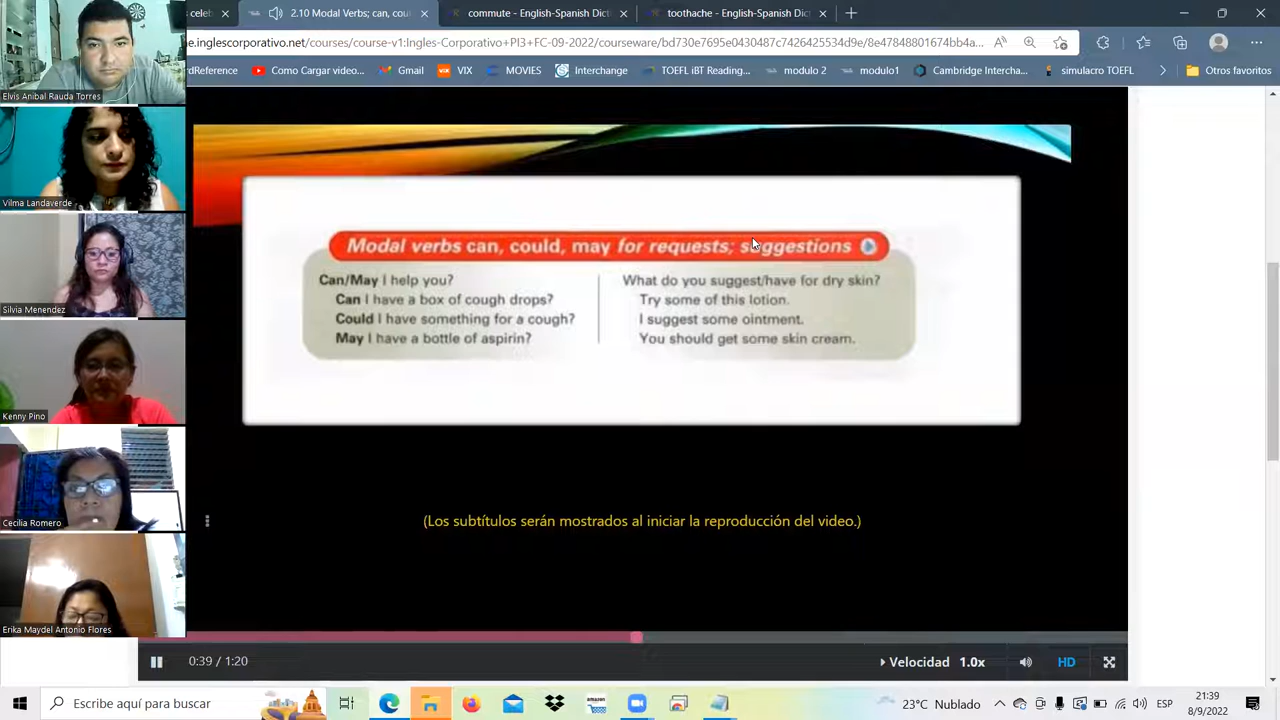 celeb
2.10 Modal Verbs; can, cou
commute - English-Spanish Dict
toothache - English-Spanish Dic
e.inglescorporativo.net/courses/course-v1:Ingles-Corporativo+PI3+FC-09-2022/courseware/bd730e7695e0430487c7426425534d9e/8e47848801674bb4a...
rdReference
Como Cargar video...
Gmail
VIX
MOVIES
Interchange
TOEFL iBT Reading...
modulo 2
modulo1
Cambridge Intercha...
simulacro TOEFL
Otros favoritos
Elvis Anibal Rauda Torres
Vilma Landaverde
Silvia Menendez
Kenny Pino
Cecilia Romero
Erika Maydel Antonio Flores
Modal verbs can, could, may for requests; suggestions
Can/May I help you?
Can I have a box of cough drops?
Could I have something for a cough?
May I have a bottle of aspirin?
What do you suggest/have for dry skin?
Try some of this lotion.
I suggest some ointment.
You should get some skin cream.
(Los subtítulos serán mostrados al iniciar la reproducción del video.)
0:39 / 1:20
Velocidad 1.0x
HD
Escribe aquí para buscar
23°C Nublado
ESP
21:39
8/9/2022